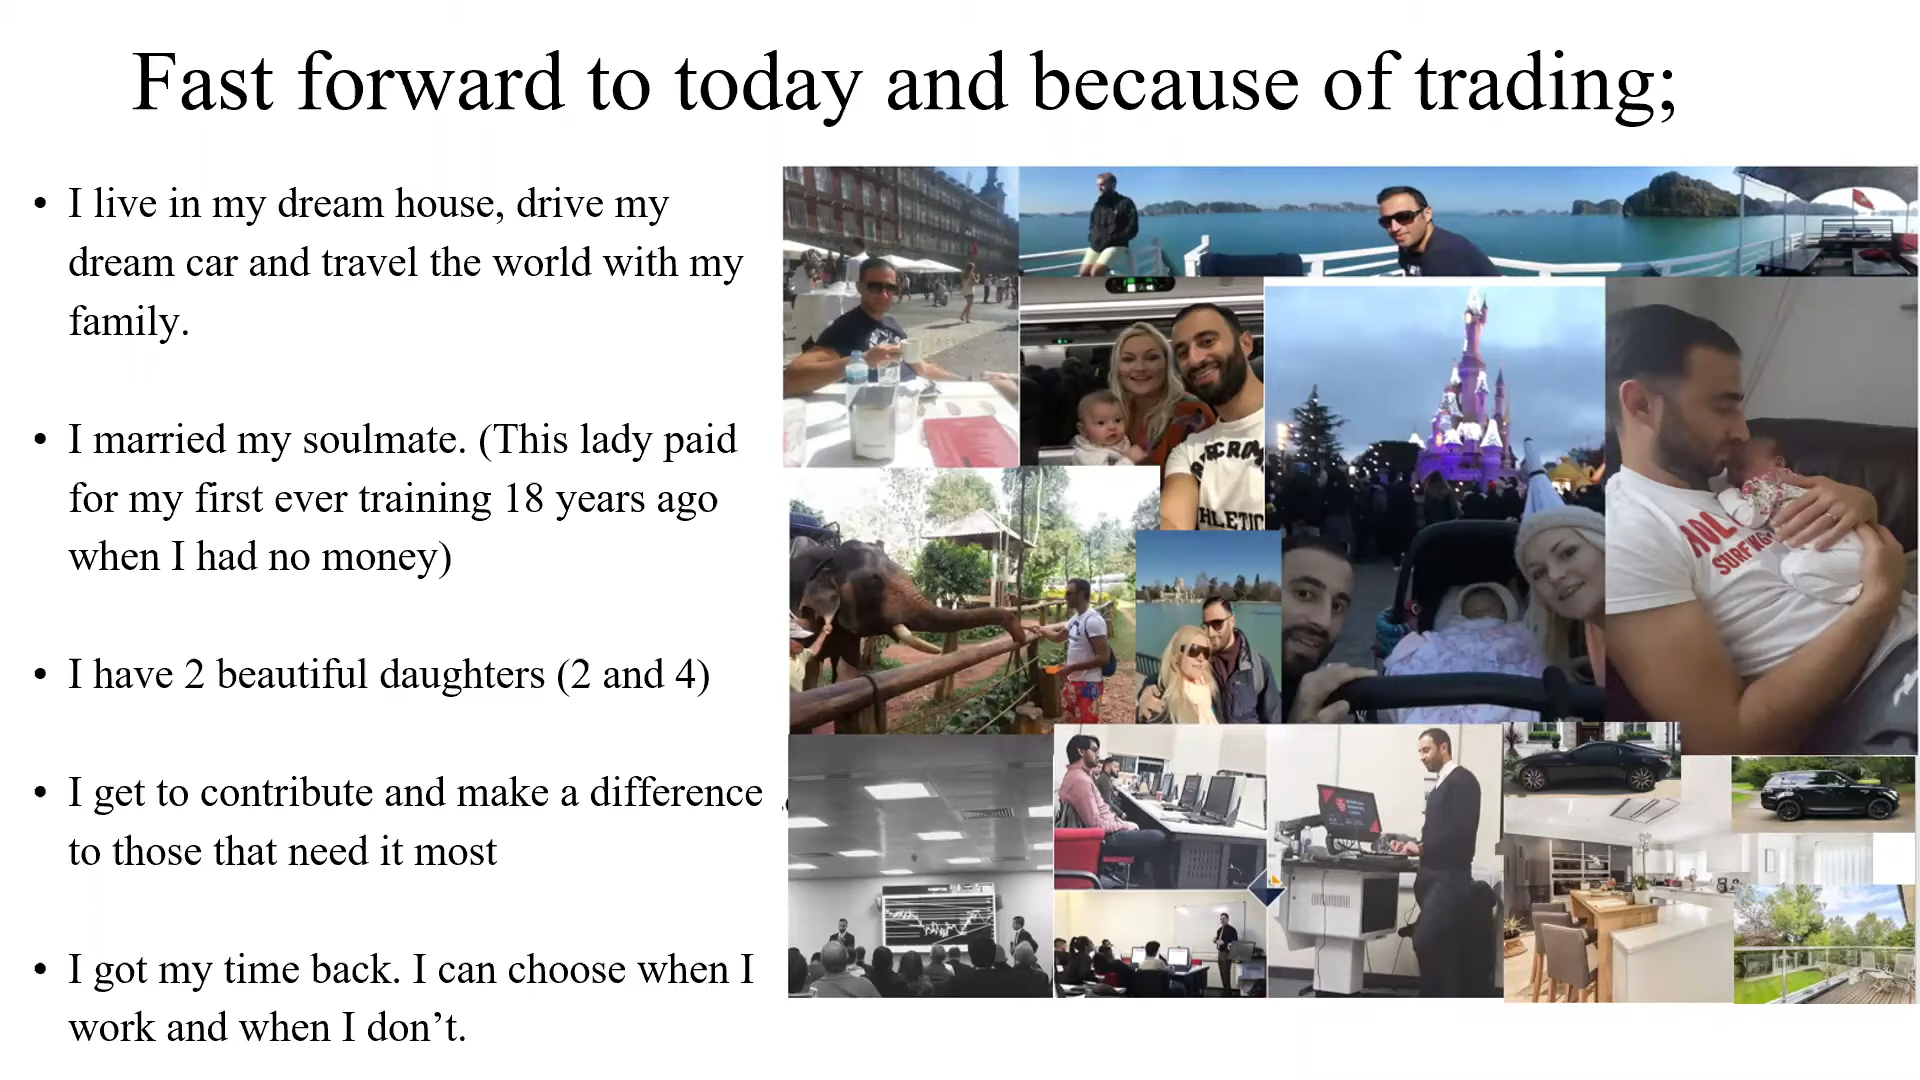 Fast forward to today and because of trading;
• I live in my dream house, drive my
dream car and travel the world with my
family.
• I married my soulmate. (This lady paid
for my first ever training 18 years ago
when I had no money)
• I have 2 beautiful daughters (2 and 4)
• I get to contribute and make a difference
to those that need it most
• I got my time back. I can choose when I
work and when I don’t.